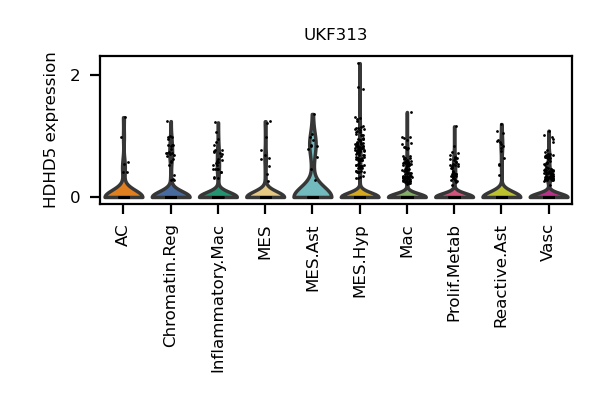 UKF313
HDHD5 expression
2
0
AC
Chromatin.Reg
Inflammatory.Mac
MES
MES.Ast
MES.Hyp
Mac
Prolif.Metab
Reactive.Ast
Vasc